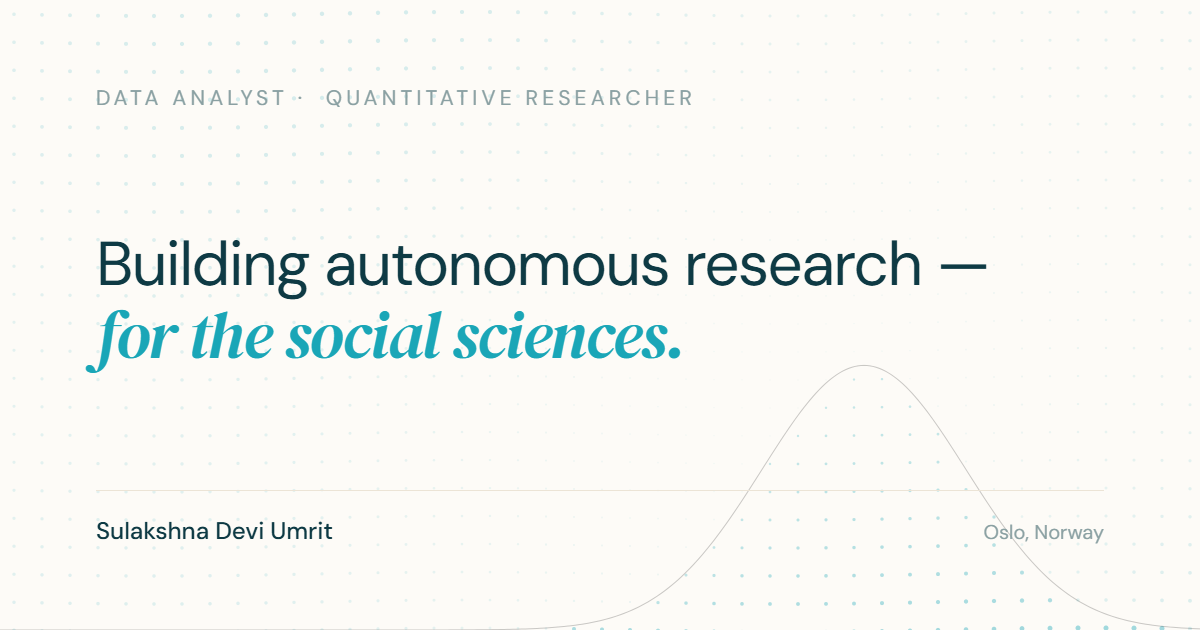 DATA ANALYST · QUANTITATIVE RESEARCHER
Building autonomous research —
for the social sciences.
Sulakshna Devi Umrit
Oslo, Norway